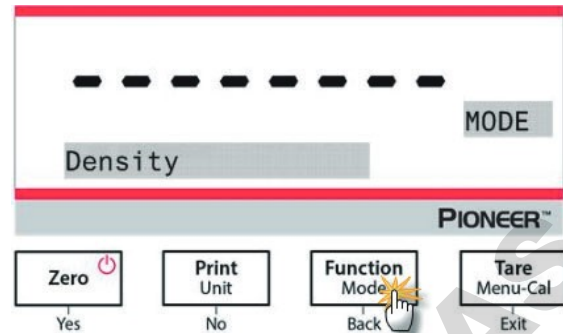 MODE
Density
PIONEER™
Zero
Print
Unit
Function
Mode
Tare
Menu-Cal
Yes
No
Back
Exit